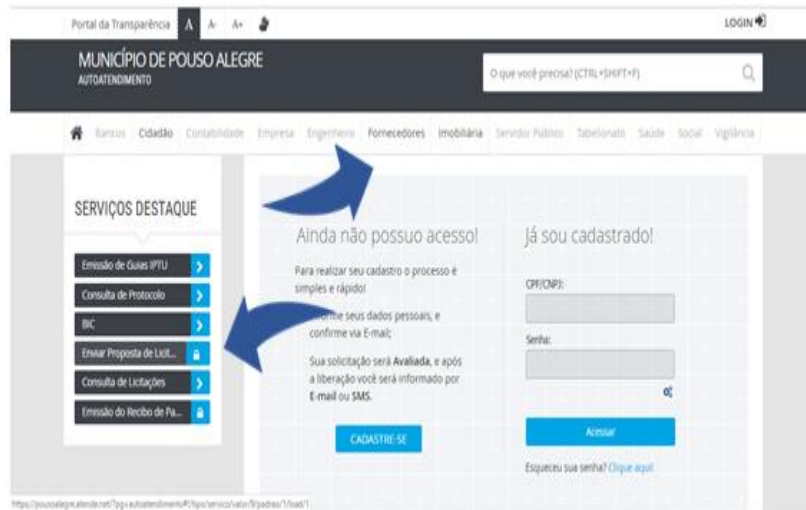 Portal da Transparência A A- A+ LOGIN
MUNICÍPIO DE POUSO ALEGRE
AUTOATENDIMENTO
O que você precisa? (CTRL+SHIFT+F)
Bancos Cidadão Contabilidade Empresa Engenheiro Fornecedores Imobiliária Servidor Público Tabelionato Saúde Social Vigilância
SERVIÇOS DESTAQUE
Emissão de Guias IPTU
Consulta de Protocolo
BIC
Enviar Proposta de Licit...
Consulta de Licitações
Emissão do Recibo de Pa...
Ainda não possuo acesso!
Para realizar seu cadastro o processo é
simples e rápido!
seus dados pessoais, e
confirme via E-mail;
Sua solicitação será Avaliada, e após
a liberação você será informado por
E-mail ou SMS.
CADASTRE-SE
Já sou cadastrado!
CPF/CNPJ:
Senha:
Acessar
Esqueceu sua senha? Clique aqui!